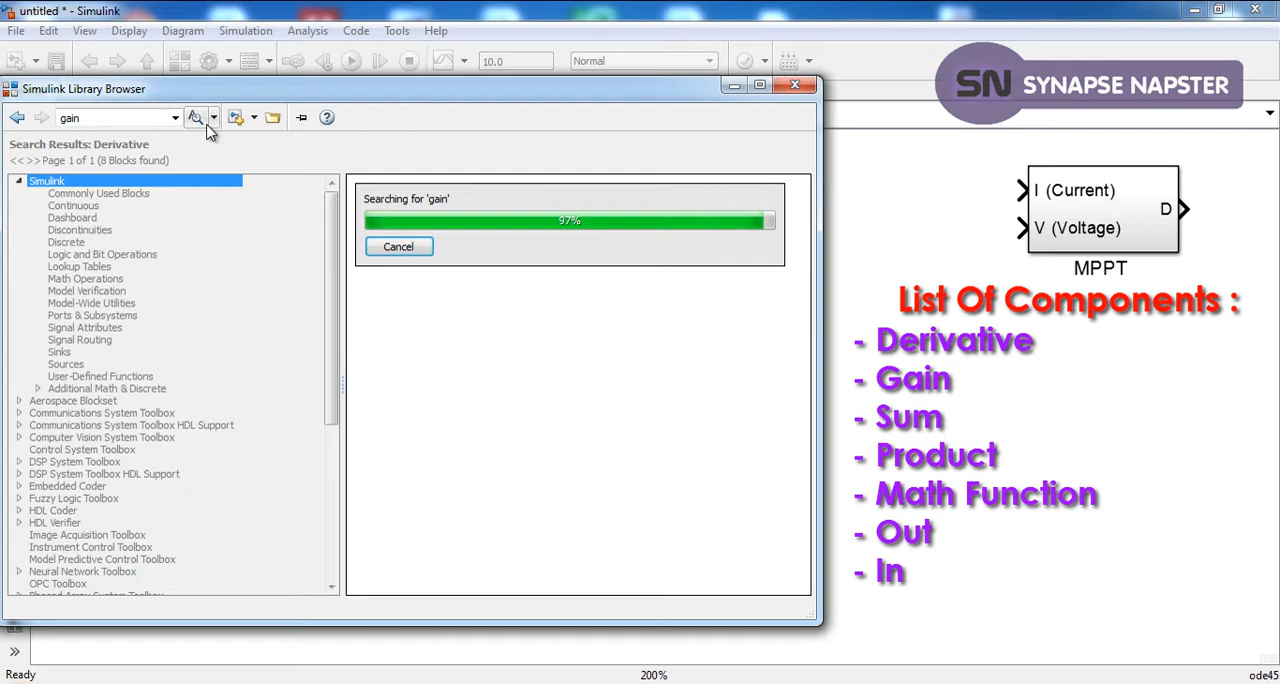 untitled * - Simulink
File Edit View Display Diagram Simulation Analysis Code Tools Help
10.0 Normal
SN SYNAPSE NAPSTER
Simulink Library Browser
gain
Search Results: Derivative
<< >> Page 1 of 1 (8 Blocks found)
Simulink
Commonly Used Blocks
Continuous
Dashboard
Discontinuities
Discrete
Logic and Bit Operations
Lookup Tables
Math Operations
Model Verification
Model-Wide Utilities
Ports & Subsystems
Signal Attributes
Signal Routing
Sinks
Sources
User-Defined Functions
Additional Math & Discrete
Aerospace Blockset
Communications System Toolbox
Communications System Toolbox HDL Support
Computer Vision System Toolbox
Control System Toolbox
DSP System Toolbox
DSP System Toolbox HDL Support
Embedded Coder
Fuzzy Logic Toolbox
HDL Coder
HDL Verifier
Image Acquisition Toolbox
Instrument Control Toolbox
Model Predictive Control Toolbox
Neural Network Toolbox
OPC Toolbox
Phased Array System Toolbox
Searching for 'gain'
97%
Cancel
I (Current)
D
V (Voltage)
MPPT
List Of Components :
- Derivative
- Gain
- Sum
- Product
- Math Function
- Out
- In
Ready 200% ode45